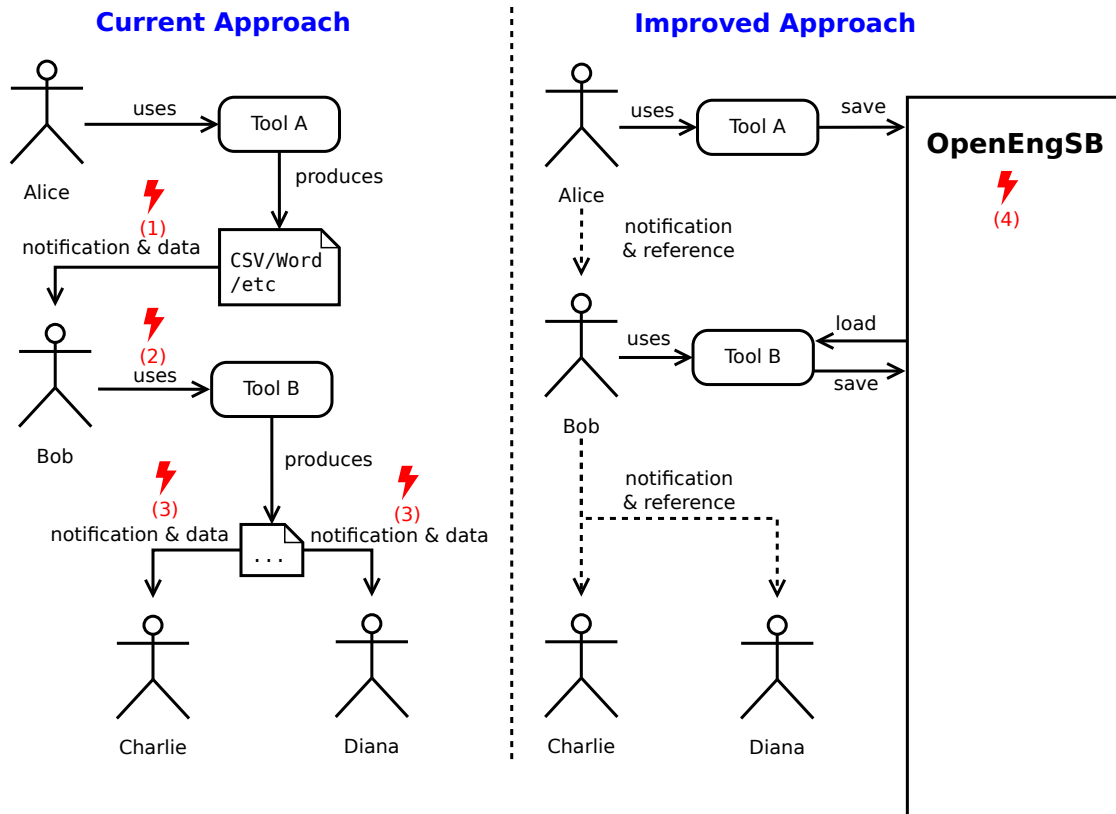 Current Approach
uses
Tool A
Alice
produces
(1)
notification & data
CSV/Word
/etc
(2)
uses
Tool B
Bob
produces
(3)
(3)
notification & data
notification & data
...
Charlie
Diana
Improved Approach
uses
Tool A
save
OpenEngSB
(4)
Alice
notification
& reference
uses
Tool B
load
save
Bob
notification
& reference
Charlie
Diana